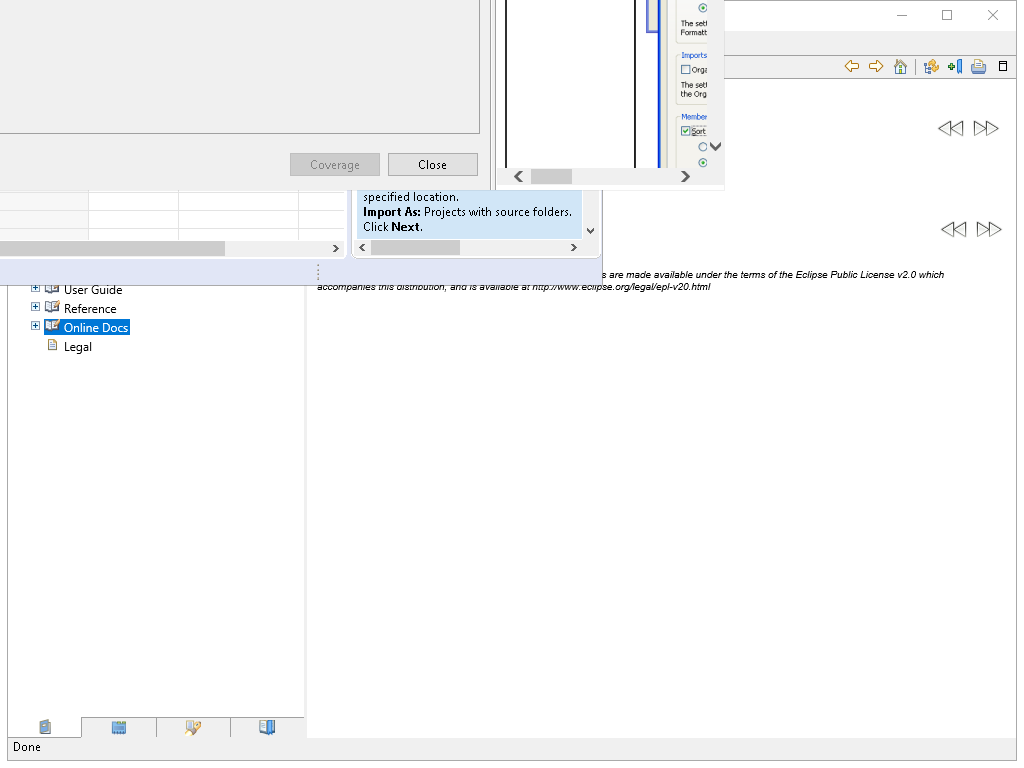 The set
Formatt
Imports
Orga
The set
the Org
Member
Sort
Coverage
Close
specified location.
Import As: Projects with source folders.
Click Next.
s are made available under the terms of the Eclipse Public License v2.0 which
accompanies this distribution, and is available at http://www.eclipse.org/legal/epl-v20.html
User Guide
Reference
Online Docs
Legal
Done